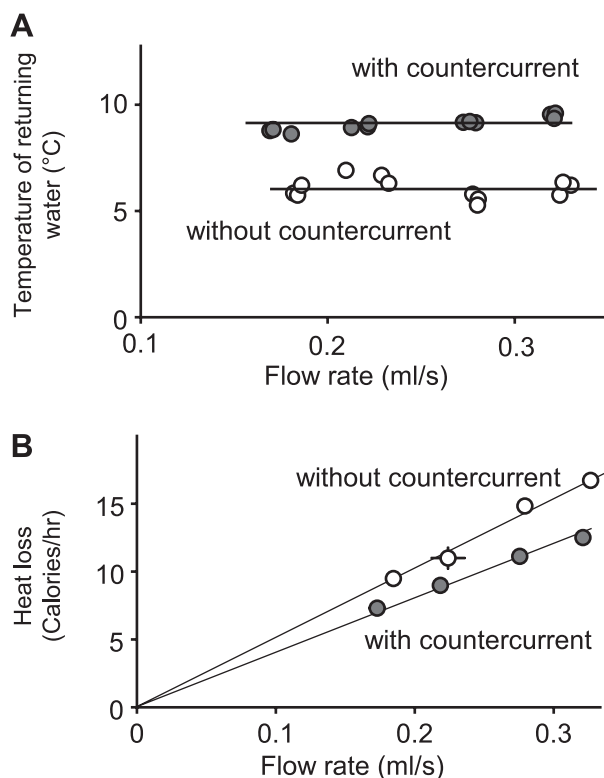 A
Temperature of returning
water (°C)
with countercurrent
10
5
without countercurrent
0
0.1
0.2
0.3
Flow rate (ml/s)
B
Heat loss
(Calories/hr)
without countercurrent
15
10
5
with countercurrent
0
0
0.1
0.2
0.3
Flow rate (ml/s)